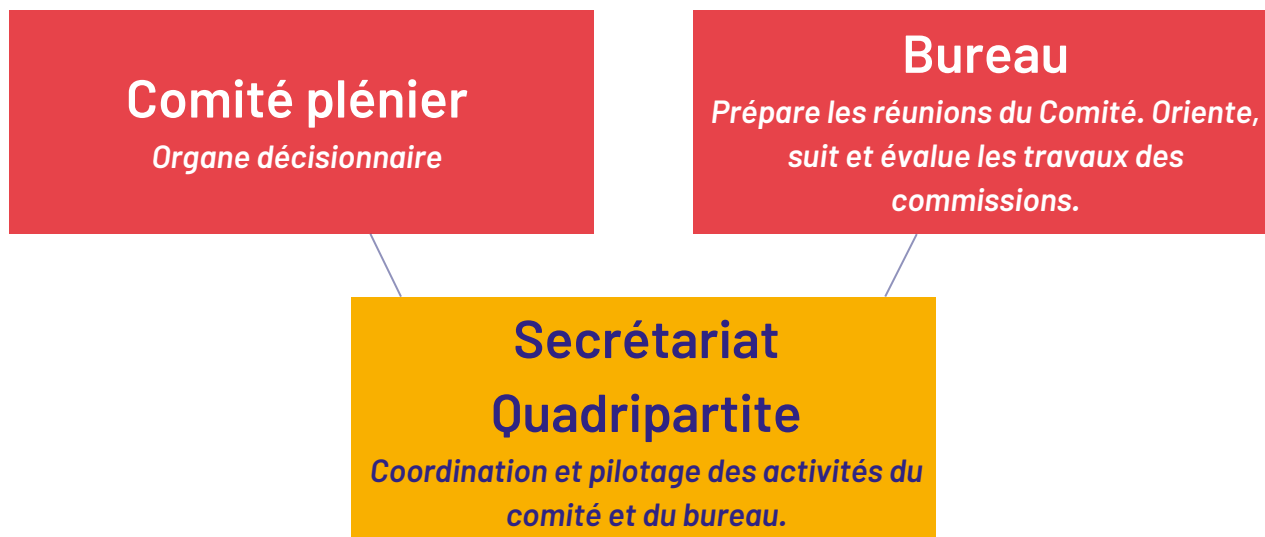 Comité plénier
Organe décisionnaire
Bureau
Prépare les réunions du Comité. Oriente,
suit et évalue les travaux des
commissions.
Secrétariat
Quadripartite
Coordination et pilotage des activités du
comité et du bureau.